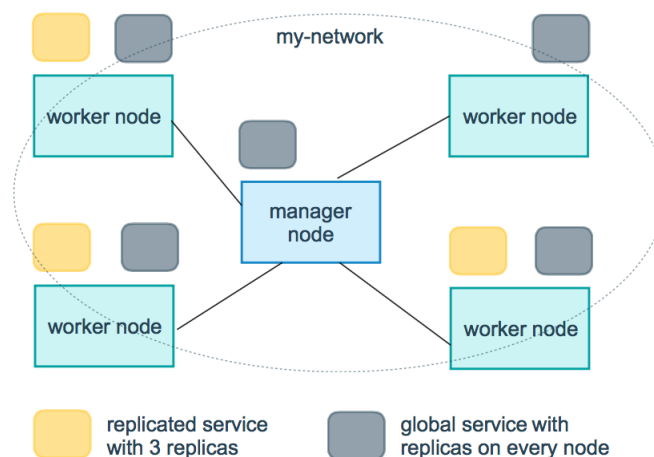 my-network
worker node
worker node
manager
node
worker node
worker node
replicated service
with 3 replicas
global service with
replicas on every node